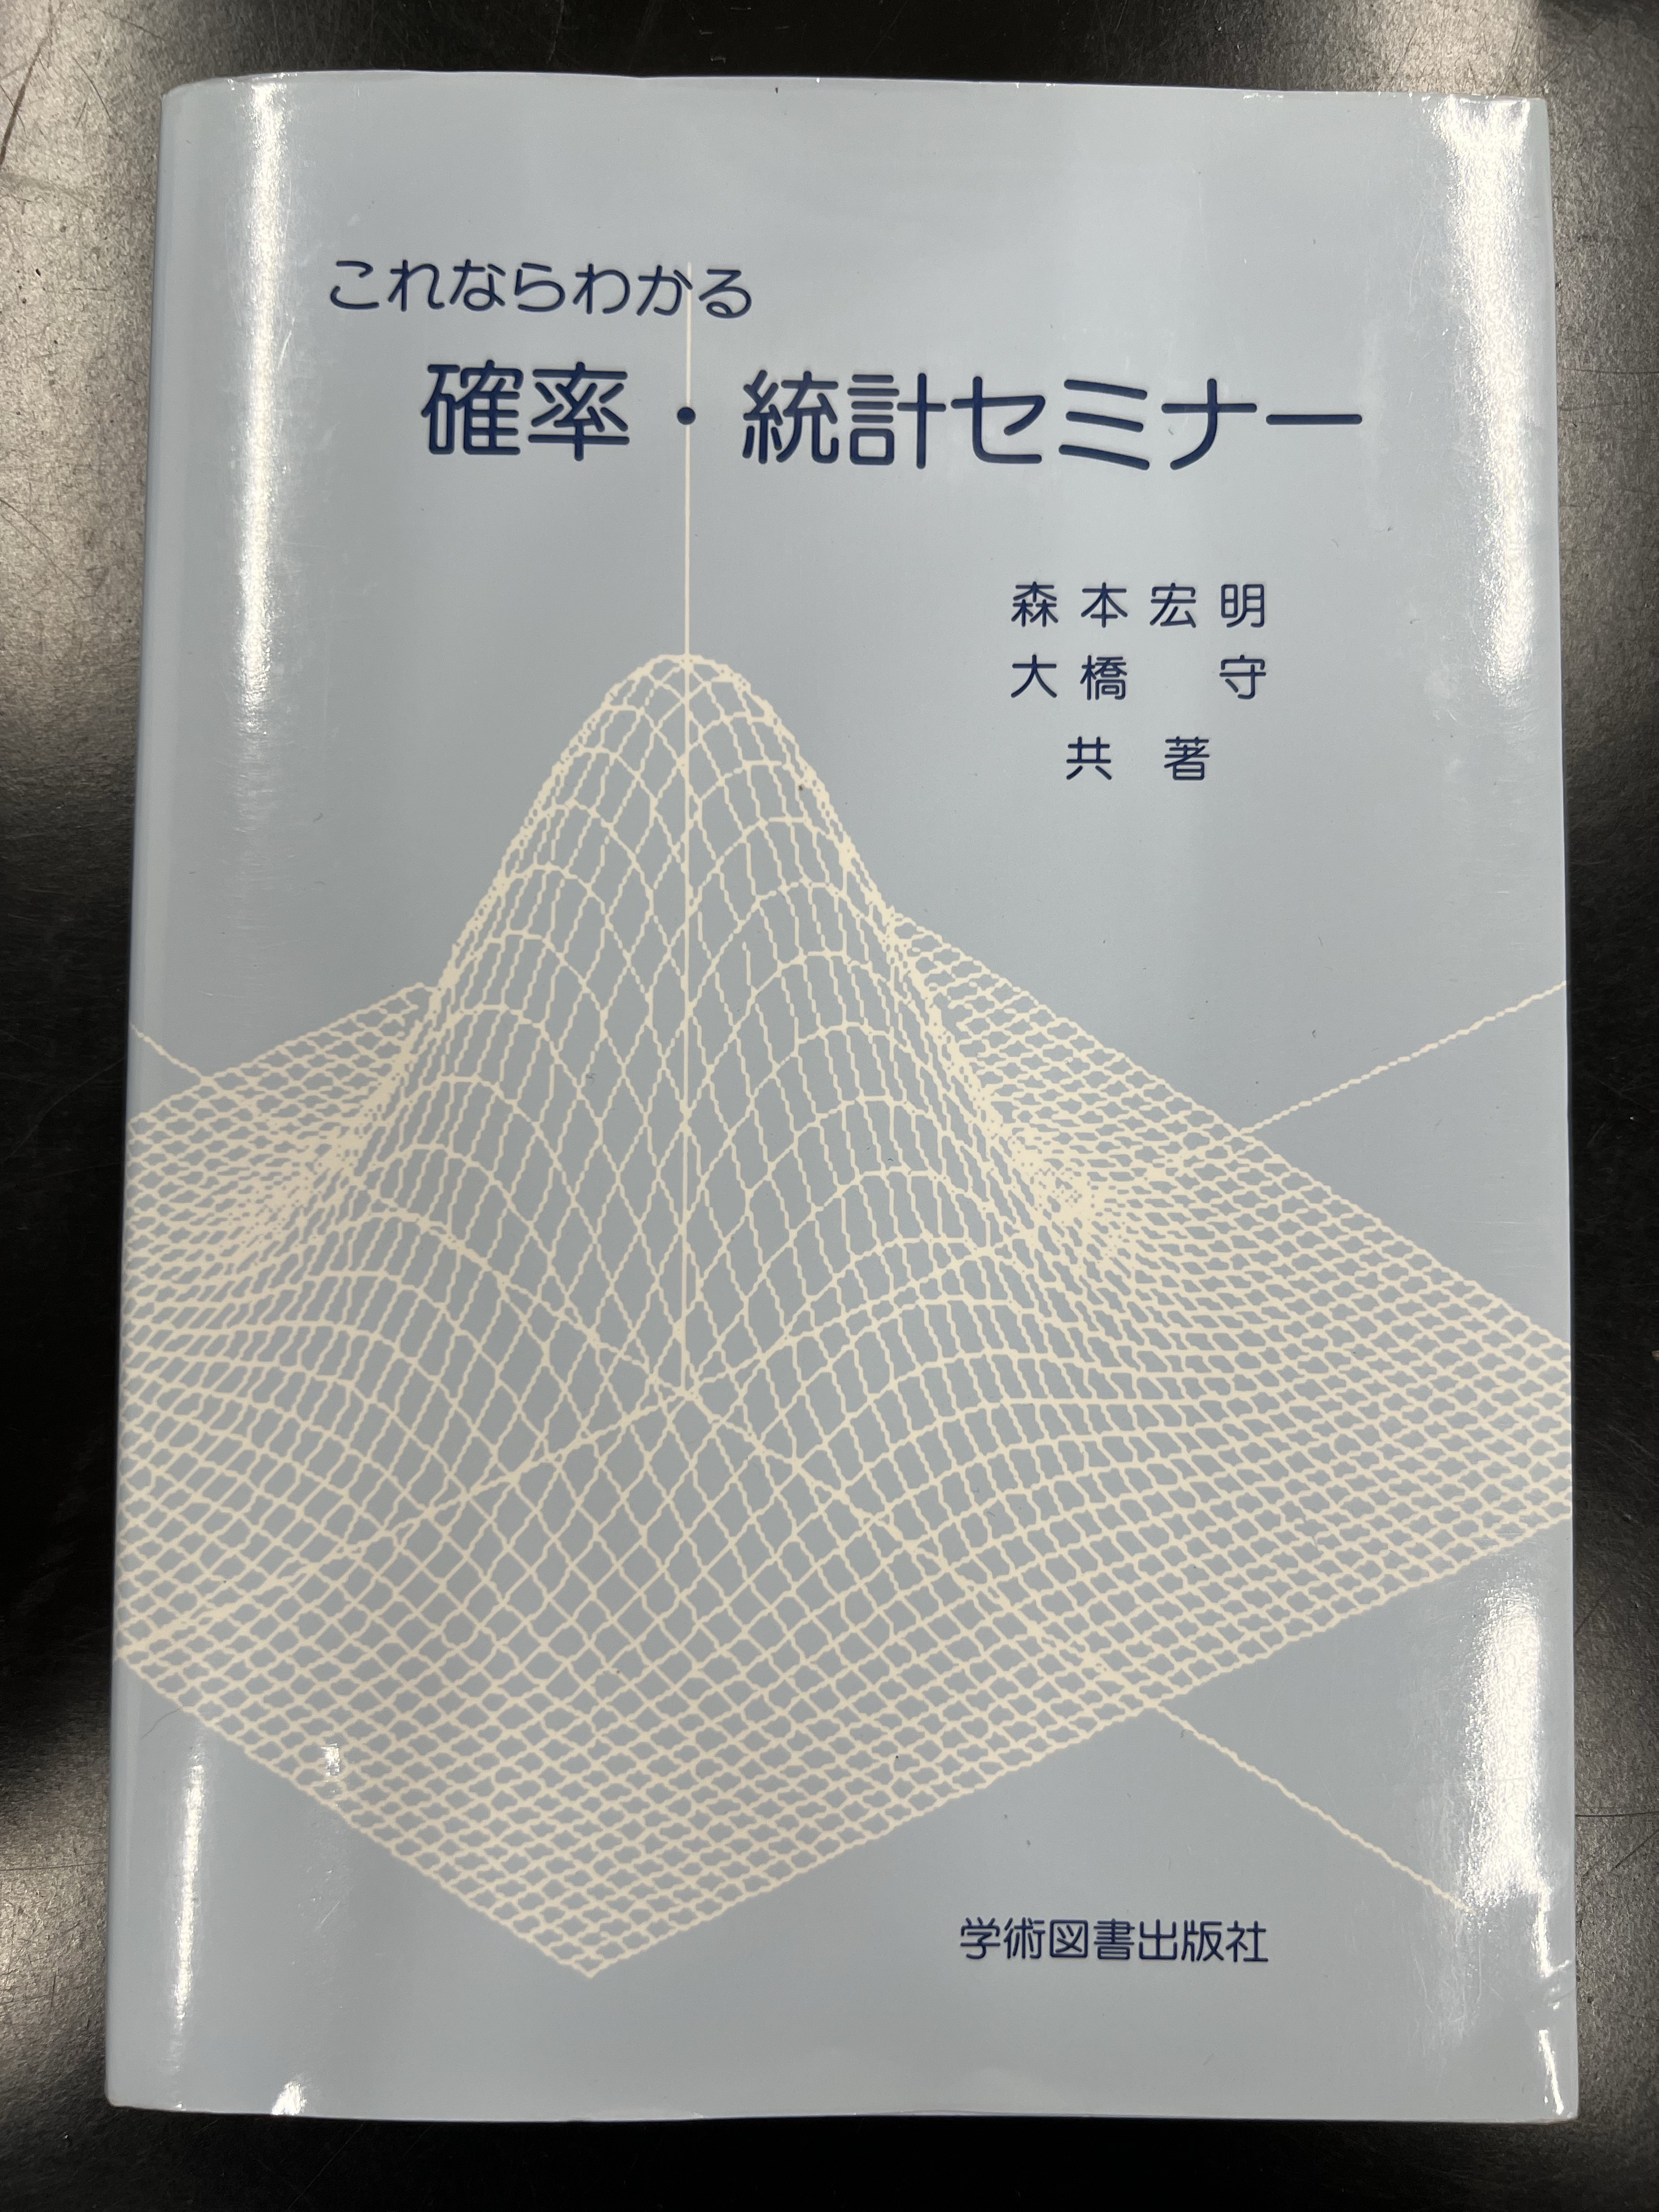 これならわかる
確率・統計セミナー
森本宏明
大橋　守
共著
学術図書出版社